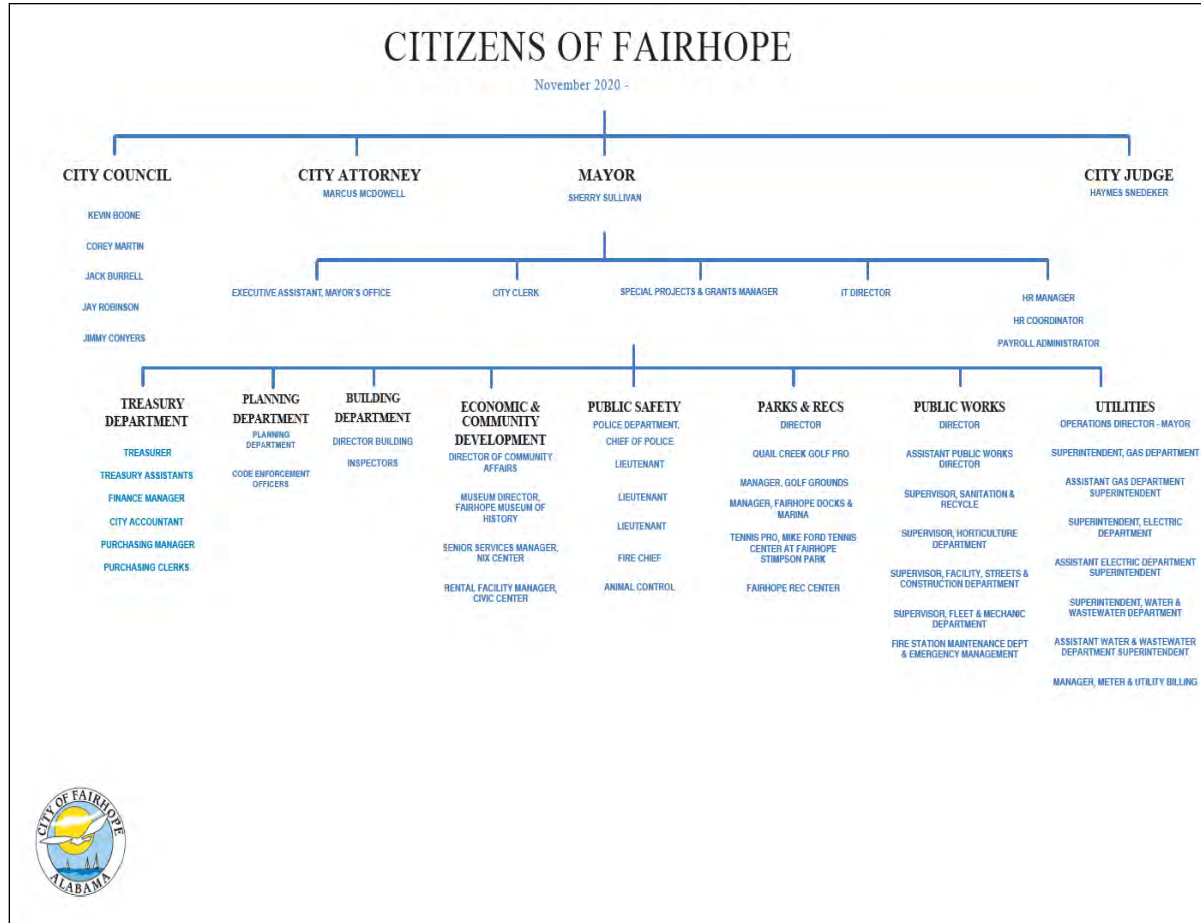 CITIZENS OF FAIRHOPE
November 2020 -
CITY COUNCIL
KEVIN BOONE
COREY MARTIN
JACK BURRELL
JAY ROBINSON
JIMMY CONYERS
CITY ATTORNEY
MARCUS MCDOWELL
MAYOR
SHERRY SULLIVAN
CITY JUDGE
HAYMES SNEDEKER
EXECUTIVE ASSISTANT, MAYOR'S OFFICE
CITY CLERK
SPECIAL PROJECTS & GRANTS MANAGER
IT DIRECTOR
HR MANAGER
HR COORDINATOR
PAYROLL ADMINISTRATOR
TREASURY
DEPARTMENT
TREASURER
TREASURY ASSISTANTS
FINANCE MANAGER
CITY ACCOUNTANT
PURCHASING MANAGER
PURCHASING CLERKS
PLANNING
DEPARTMENT
PLANNING
DEPARTMENT
CODE ENFORCEMENT
OFFICERS
BUILDING
DEPARTMENT
DIRECTOR BUILDING
INSPECTORS
ECONOMIC &
COMMUNITY
DEVELOPMENT
DIRECTOR OF COMMUNITY
AFFAIRS
MUSEUM DIRECTOR,
FAIRHOPE MUSEUM OF
HISTORY
SENIOR SERVICES MANAGER,
NIX CENTER
RENTAL FACILITY MANAGER,
CIVIC CENTER
PUBLIC SAFETY
POLICE DEPARTMENT,
CHIEF OF POLICE
LIEUTENANT
LIEUTENANT
LIEUTENANT
FIRE CHIEF
ANIMAL CONTROL
PARKS & RECS
DIRECTOR
QUAIL CREEK GOLF PRO
MANAGER, GOLF GROUNDS
MANAGER, FAIRHOPE DOCKS &
MARINA
TENNIS PRO, MIKE FORD TENNIS
CENTER AT FAIRHOPE
STIMPSON PARK
FAIRHOPE REC CENTER
PUBLIC WORKS
DIRECTOR
ASSISTANT PUBLIC WORKS
DIRECTOR
SUPERVISOR, SANITATION &
RECYCLE
SUPERVISOR, HORTICULTURE
DEPARTMENT
SUPERVISOR, FACILITY, STREETS &
CONSTRUCTION DEPARTMENT
SUPERVISOR, FLEET & MECHANIC
DEPARTMENT
FIRE STATION MAINTENANCE DEPT
& EMERGENCY MANAGEMENT
UTILITIES
OPERATIONS DIRECTOR - MAYOR
SUPERINTENDENT, GAS DEPARTMENT
ASSISTANT GAS DEPARTMENT
SUPERINTENDENT
SUPERINTENDENT, ELECTRIC
DEPARTMENT
ASSISTANT ELECTRIC DEPARTMENT
SUPERINTENDENT
SUPERINTENDENT, WATER &
WASTEWATER DEPARTMENT
ASSISTANT WATER & WASTEWATER
DEPARTMENT SUPERINTENDENT
MANAGER, METER & UTILITY BILLING
CITY OF FAIRHOPE
ALABAMA